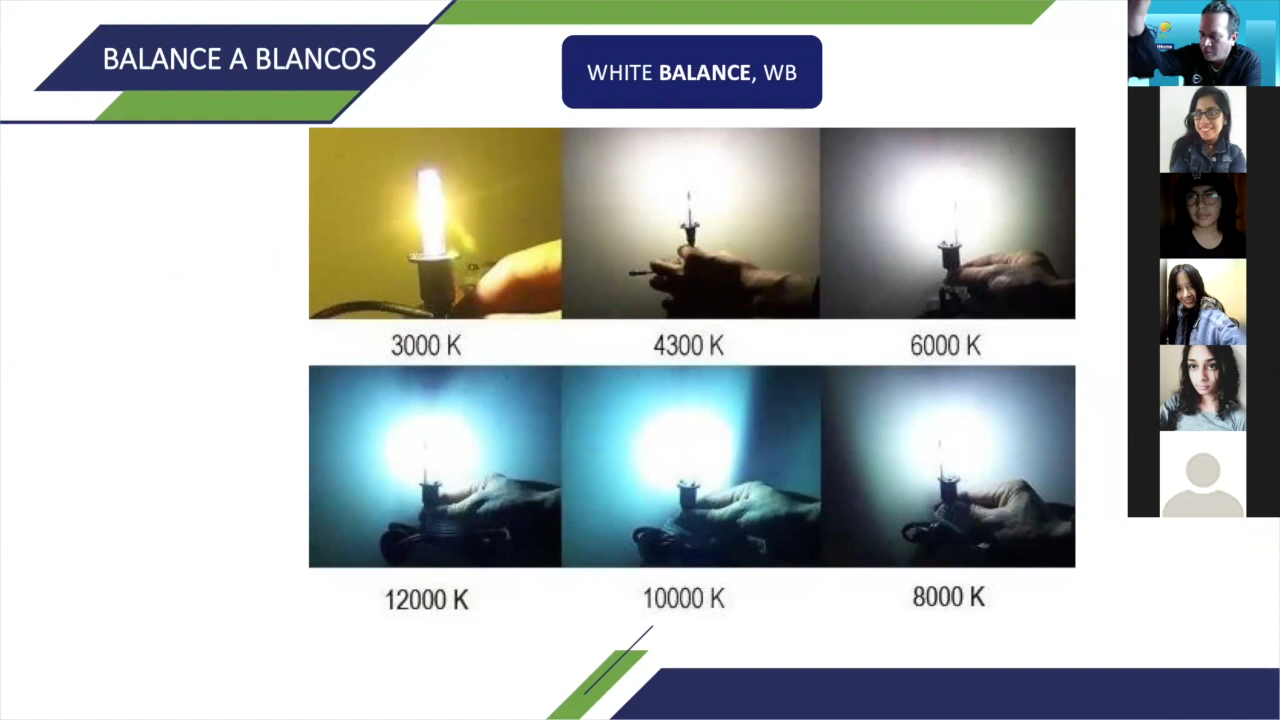 BALANCE A BLANCOS
WHITE BALANCE, WB
3000 K
4300 K
6000 K
12000 K
10000 K
8000 K